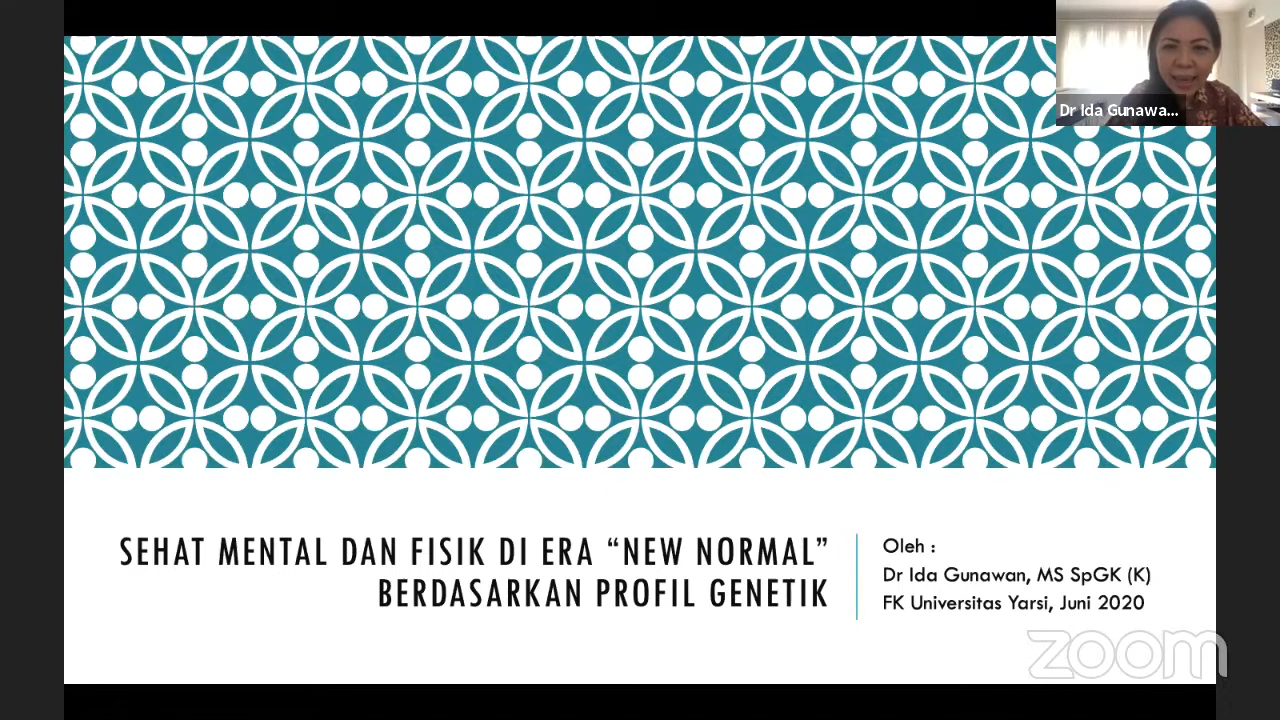 Dr Ida Gunawa...
SEHAT MENTAL DAN FISIK DI ERA “NEW NORMAL”
BERDASARKAN PROFIL GENETIK
Oleh :
Dr Ida Gunawan, MS SpGK (K)
FK Universitas Yarsi, Juni 2020
zoom